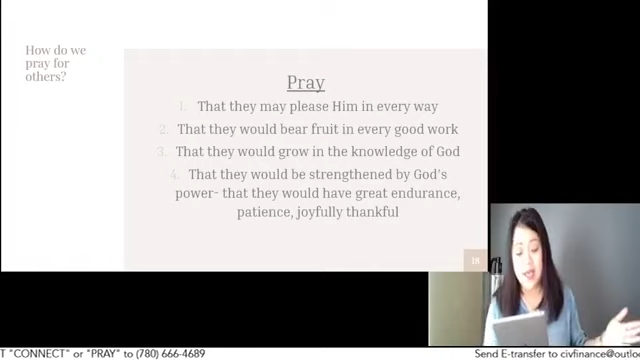 How do we
pray for
others?
Pray
1. That they may please Him in every way
2. That they would bear fruit in every good work
3. That they would grow in the knowledge of God
4. That they would be strengthened by God's
power- that they would have great endurance,
patience, joyfully thankful
18
T "CONNECT" or "PRAY" to (780) 666-4689
Send E-transfer to civfinance@outlo